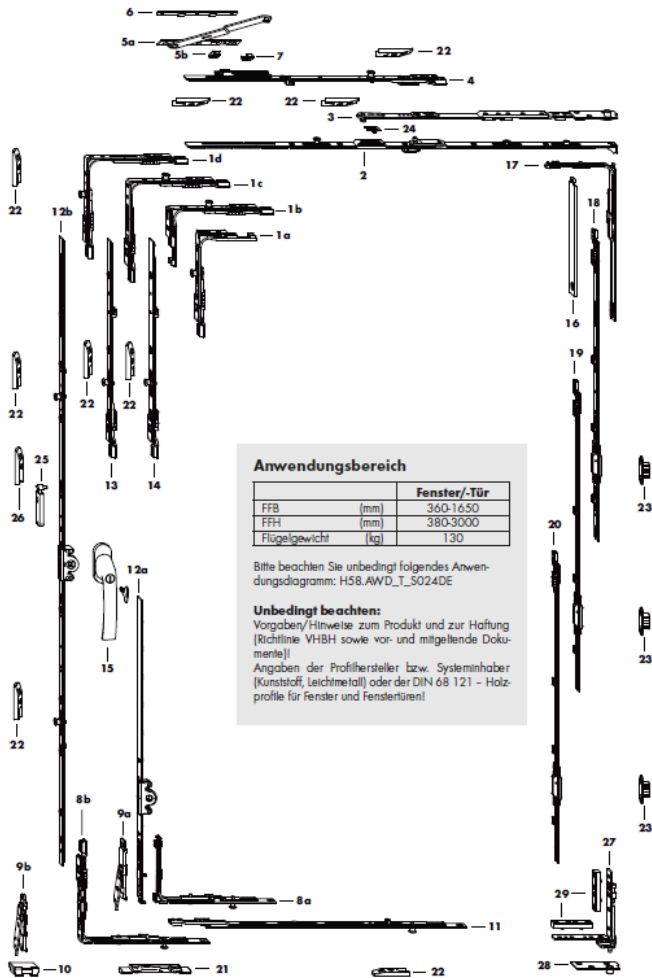 6
5a
5b
7
22
4
22
22
3
24
2
1d
17
22
12b
1c
1b
18
1a
16
19
22
22
22
25
13
14
26
23
Anwendungsbereich
Fenster/-Tür
FFB (mm) 360-1650
FFH (mm) 380-3000
Flügelgewicht (kg) 130
Bitte beachten Sie unbedingt folgendes Anwen-
dungsdiagramm: H58.AWD_T_S024DE
Unbedingt beachten:
Vorgaben/Hinweise zum Produkt und zur Haftung
(Richtlinie VHBH sowie vor- und mitgeltende Doku-
mente)!
Angaben der Profilhersteller bzw. Systeminhaber
(Kunststoff, Leichtmetall) oder der DIN 68 121 – Holz-
profile für Fenster und Fenstertüren!
20
12a
15
23
22
8b
9a
23
27
9b
29
8a
11
10
21
22
28